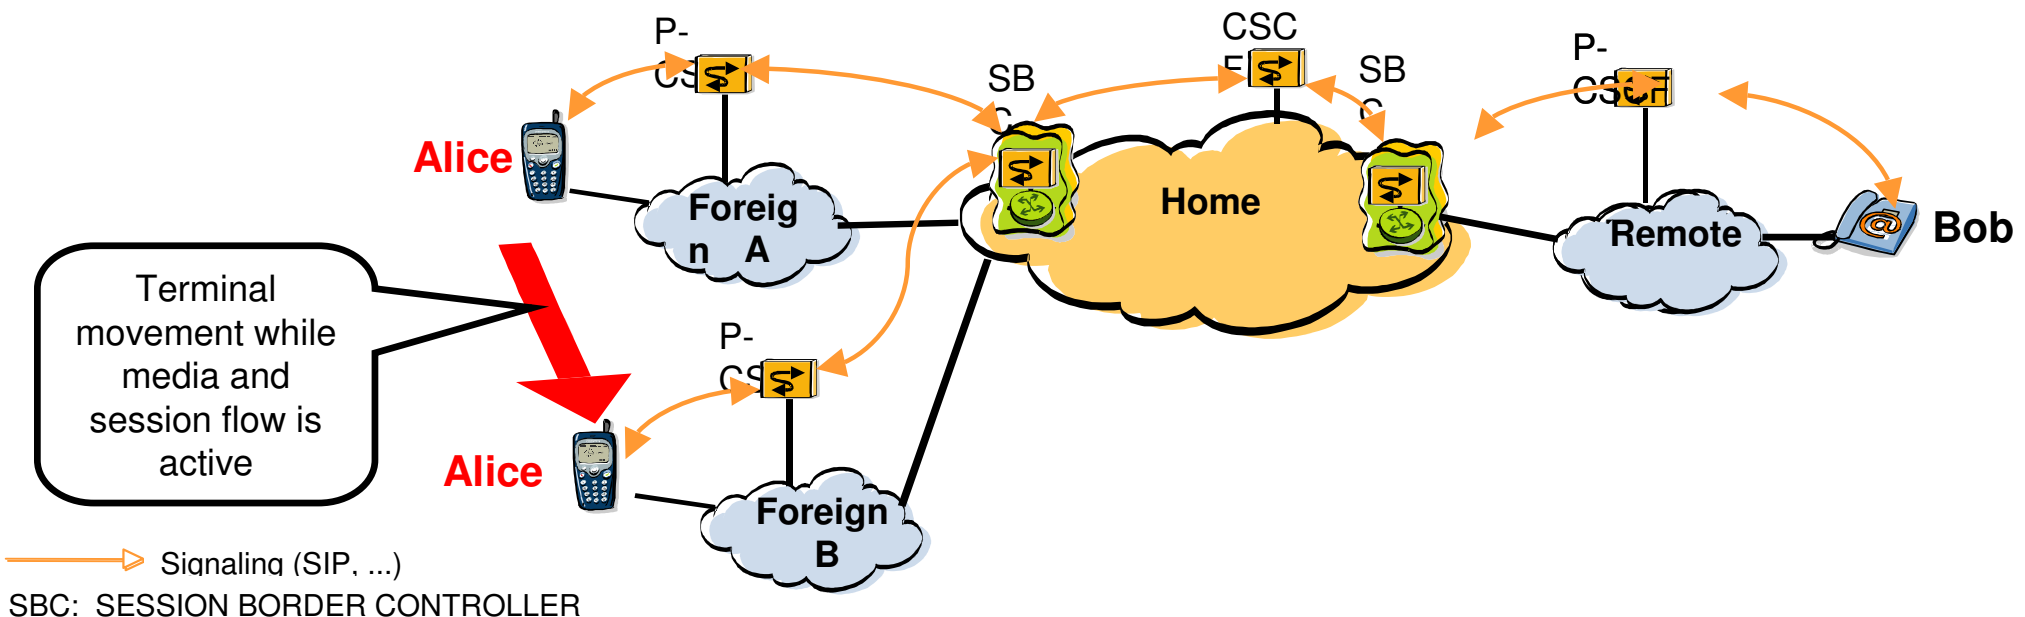 P-
CS
Alice
Foreig
n A
SB
CSC
Home
SB
P-
CSCF
Remote
@
Bob
Terminal
movement while
media and
session flow is
active
P-
CS
Alice
Foreign
B
Signaling (SIP, ...)
SBC: SESSION BORDER CONTROLLER